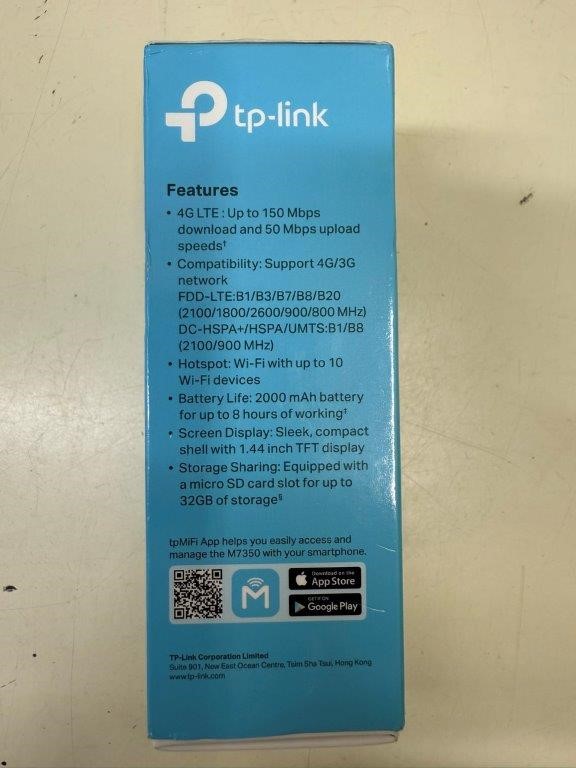 tp-link
Features
• 4G LTE : Up to 150 Mbps
download and 50 Mbps upload
speeds†
• Compatibility: Support 4G/3G
network
FDD-LTE:B1/B3/B7/B8/B20
(2100/1800/2600/900/800 MHz)
DC-HSPA+/HSPA/UMTS:B1/B8
(2100/900 MHz)
• Hotspot: Wi-Fi with up to 10
Wi-Fi devices
• Battery Life: 2000 mAh battery
for up to 8 hours of working‡
• Screen Display: Sleek, compact
shell with 1.44 inch TFT display
• Storage Sharing: Equipped with
a micro SD card slot for up to
32GB of storage§
tpMiFi App helps you easily access and
manage the M7350 with your smartphone.
M
Download on the
App Store
GET IT ON
Google Play
TP-Link Corporation Limited
Suite 901, New East Ocean Centre, Tsim Sha Tsui, Hong Kong
www.tp-link.com